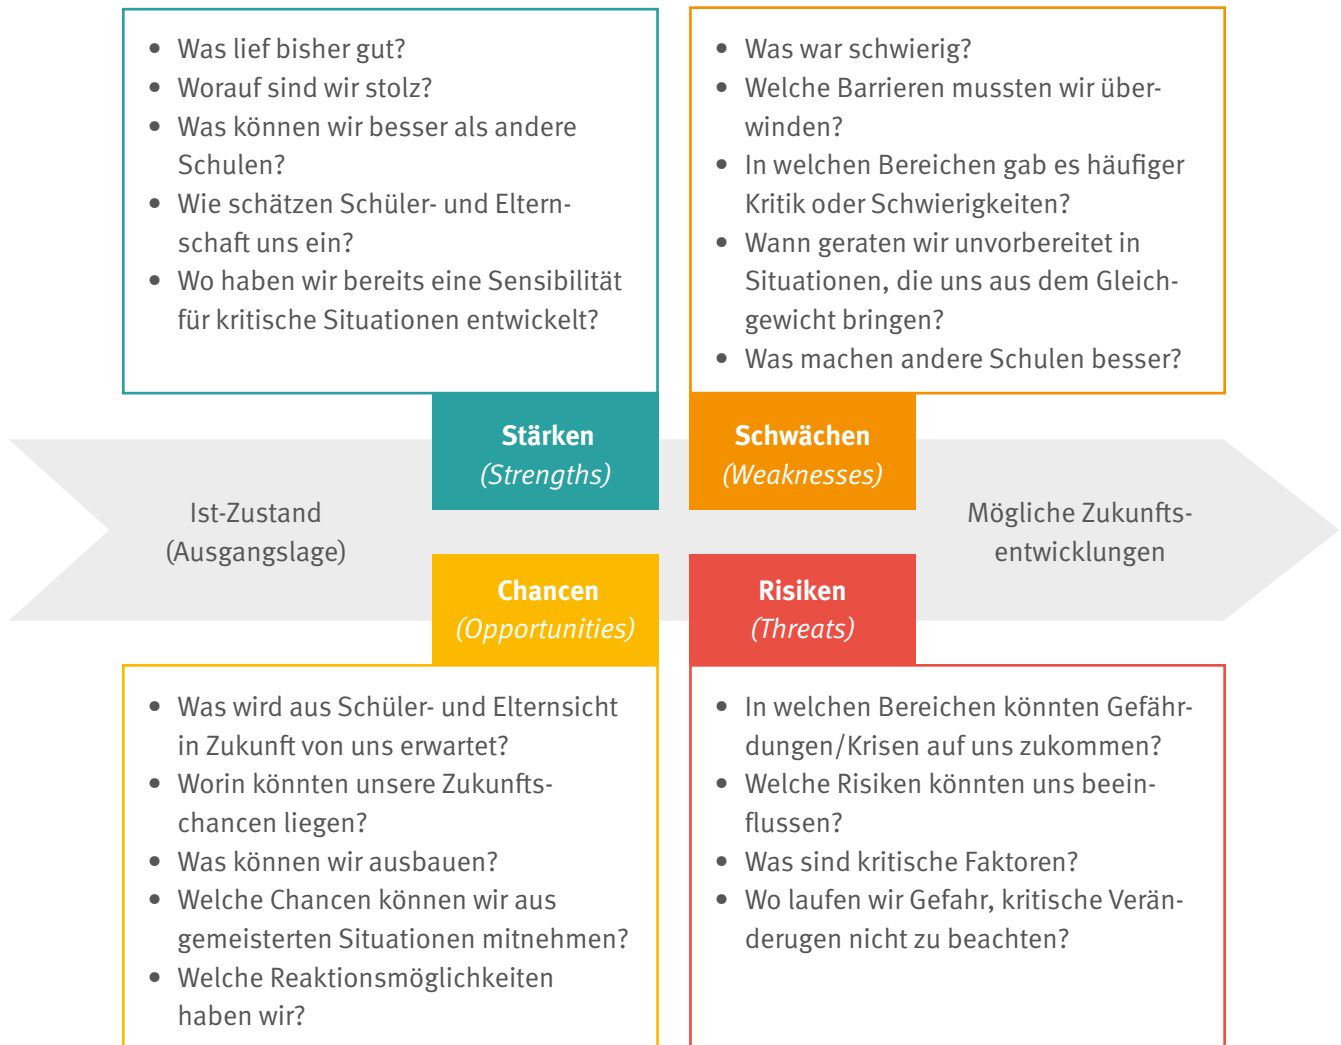 • Was lief bisher gut?
• Worauf sind wir stolz?
• Was können wir besser als andere
Schulen?
• Wie schätzen Schüler- und Eltern-
schaft uns ein?
• Wo haben wir bereits eine Sensibilität
für kritische Situationen entwickelt?
• Was war schwierig?
• Welche Barrieren mussten wir über-
winden?
• In welchen Bereichen gab es häufiger
Kritik oder Schwierigkeiten?
• Wann geraten wir unvorbereitet in
Situationen, die uns aus dem Gleich-
gewicht bringen?
• Was machen andere Schulen besser?
Stärken
(Strengths)
Schwächen
(Weaknesses)
Ist-Zustand
(Ausgangslage)
Mögliche Zukunfts-
entwicklungen
Chancen
(Opportunities)
Risiken
(Threats)
• Was wird aus Schüler- und Elternsicht
in Zukunft von uns erwartet?
• Worin könnten unsere Zukunfts-
chancen liegen?
• Was können wir ausbauen?
• Welche Chancen können wir aus
gemeisterten Situationen mitnehmen?
• Welche Reaktionsmöglichkeiten
haben wir?
• In welchen Bereichen könnten Gefähr-
dungen/Krisen auf uns zukommen?
• Welche Risiken könnten uns beein-
flussen?
• Was sind kritische Faktoren?
• Wo laufen wir Gefahr, kritische Verän-
derugen nicht zu beachten?